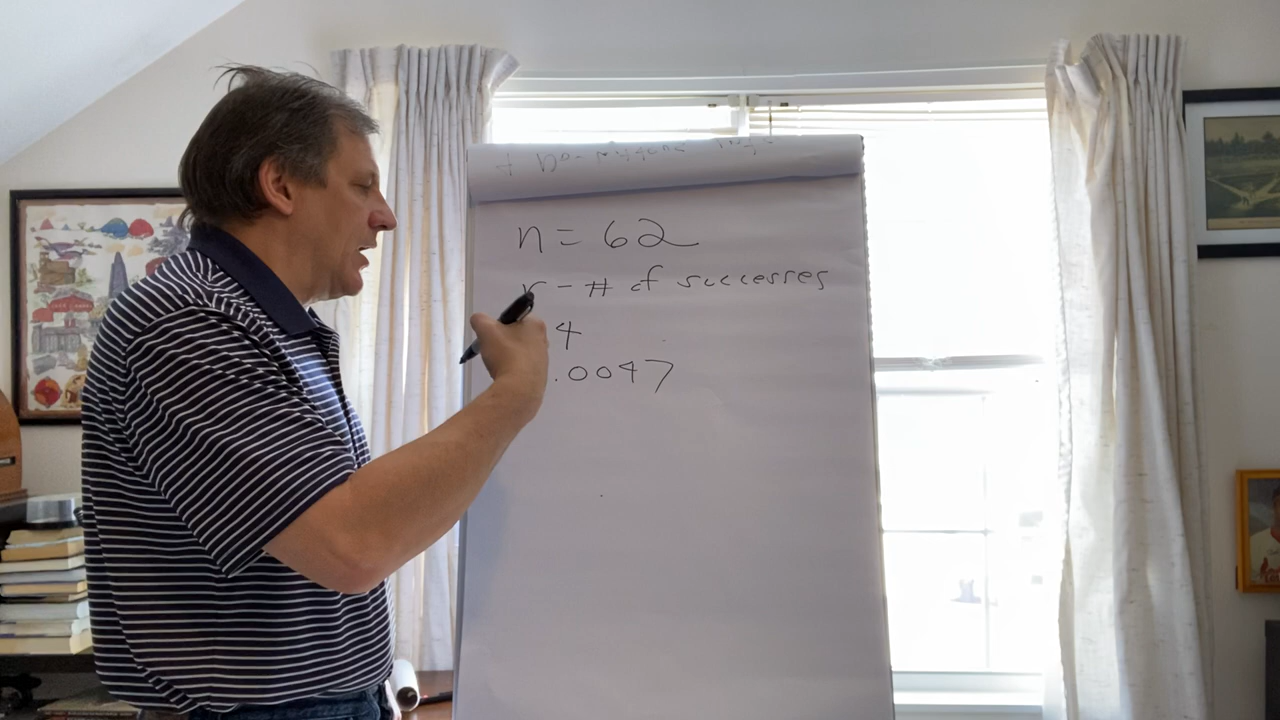 n = 62
r - # of successes
4
.0047